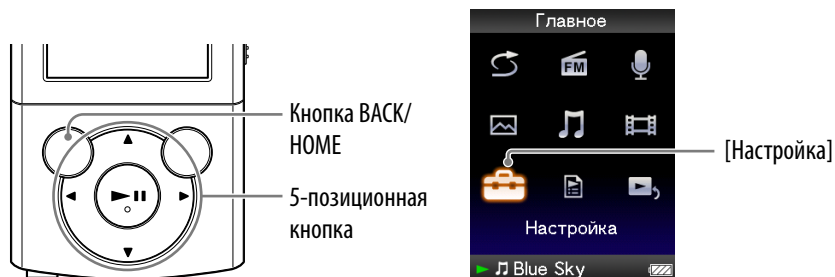 Кнопка BACK/
HOME
5-позиционная
кнопка
Главное
FM
[Настройка]
Настройка
Blue Sky